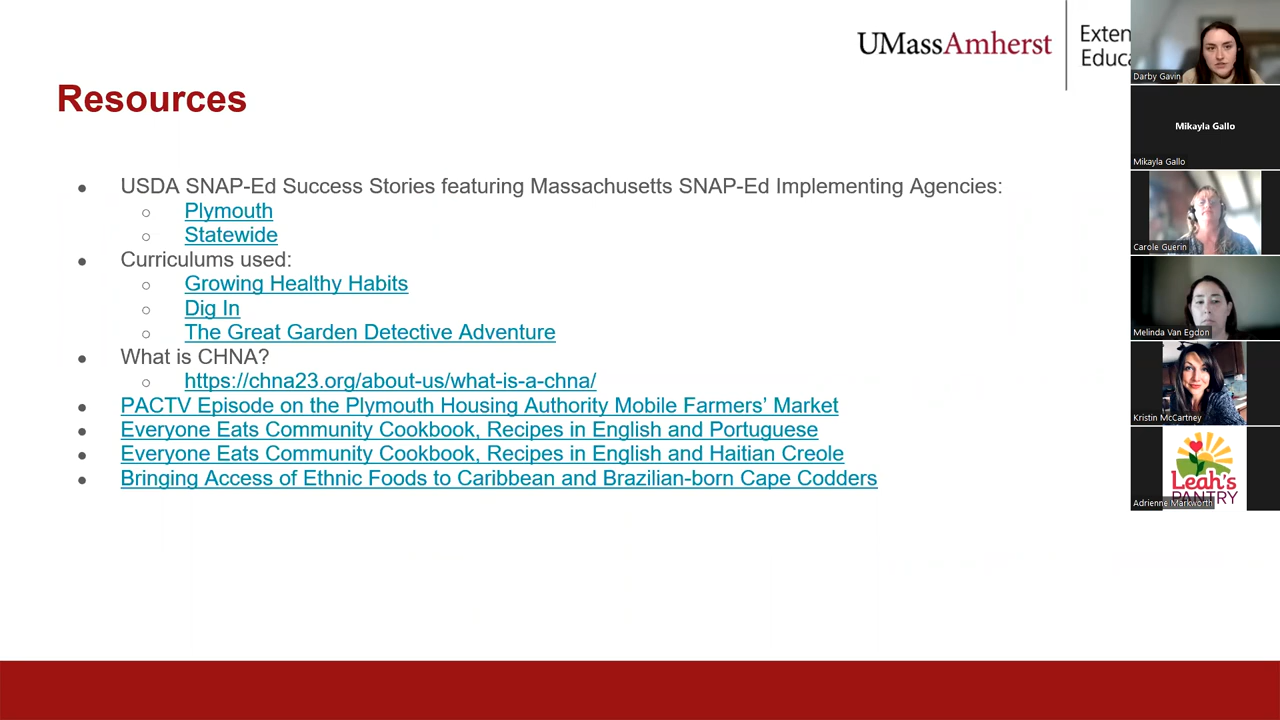 UMassAmherst
Exten
Educa
Resources
● USDA SNAP-Ed Success Stories featuring Massachusetts SNAP-Ed Implementing Agencies:
○ Plymouth
○ Statewide
● Curriculums used:
○ Growing Healthy Habits
○ Dig In
○ The Great Garden Detective Adventure
● What is CHNA?
○ https://chna23.org/about-us/what-is-a-chna/
● PACTV Episode on the Plymouth Housing Authority Mobile Farmers’ Market
● Everyone Eats Community Cookbook, Recipes in English and Portuguese
● Everyone Eats Community Cookbook, Recipes in English and Haitian Creole
● Bringing Access of Ethnic Foods to Caribbean and Brazilian-born Cape Codders
Darby Gavin
Mikayla Gallo
Mikayla Gallo
Carole Guerin
Melinda Van Egdon
Kristin McCartney
Leah's
PANTRY
Adrienne Markworth